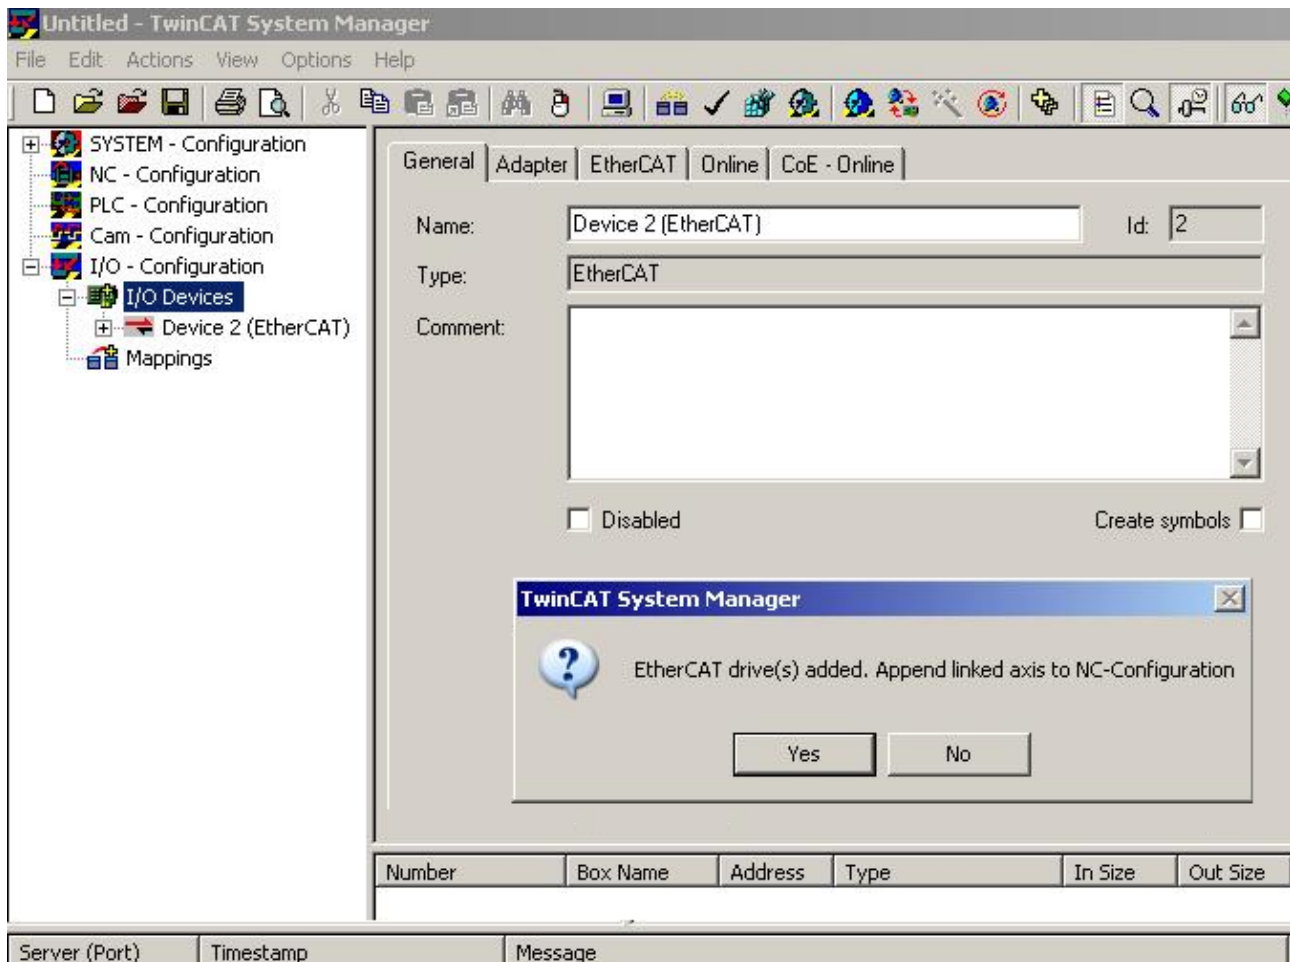 Untitled - TwinCAT System Manager
File Edit Actions View Options Help
SYSTEM - Configuration
NC - Configuration
PLC - Configuration
Cam - Configuration
I/O - Configuration
I/O Devices
Device 2 (EtherCAT)
Mappings
General Adapter EtherCAT Online CoE - Online
Name: Device 2 (EtherCAT) Id: 2
Type: EtherCAT
Comment:
Disabled Create symbols
TwinCAT System Manager
EtherCAT drive(s) added. Append linked axis to NC-Configuration
Yes No
Number Box Name Address Type In Size Out Size
Server (Port) Timestamp Message